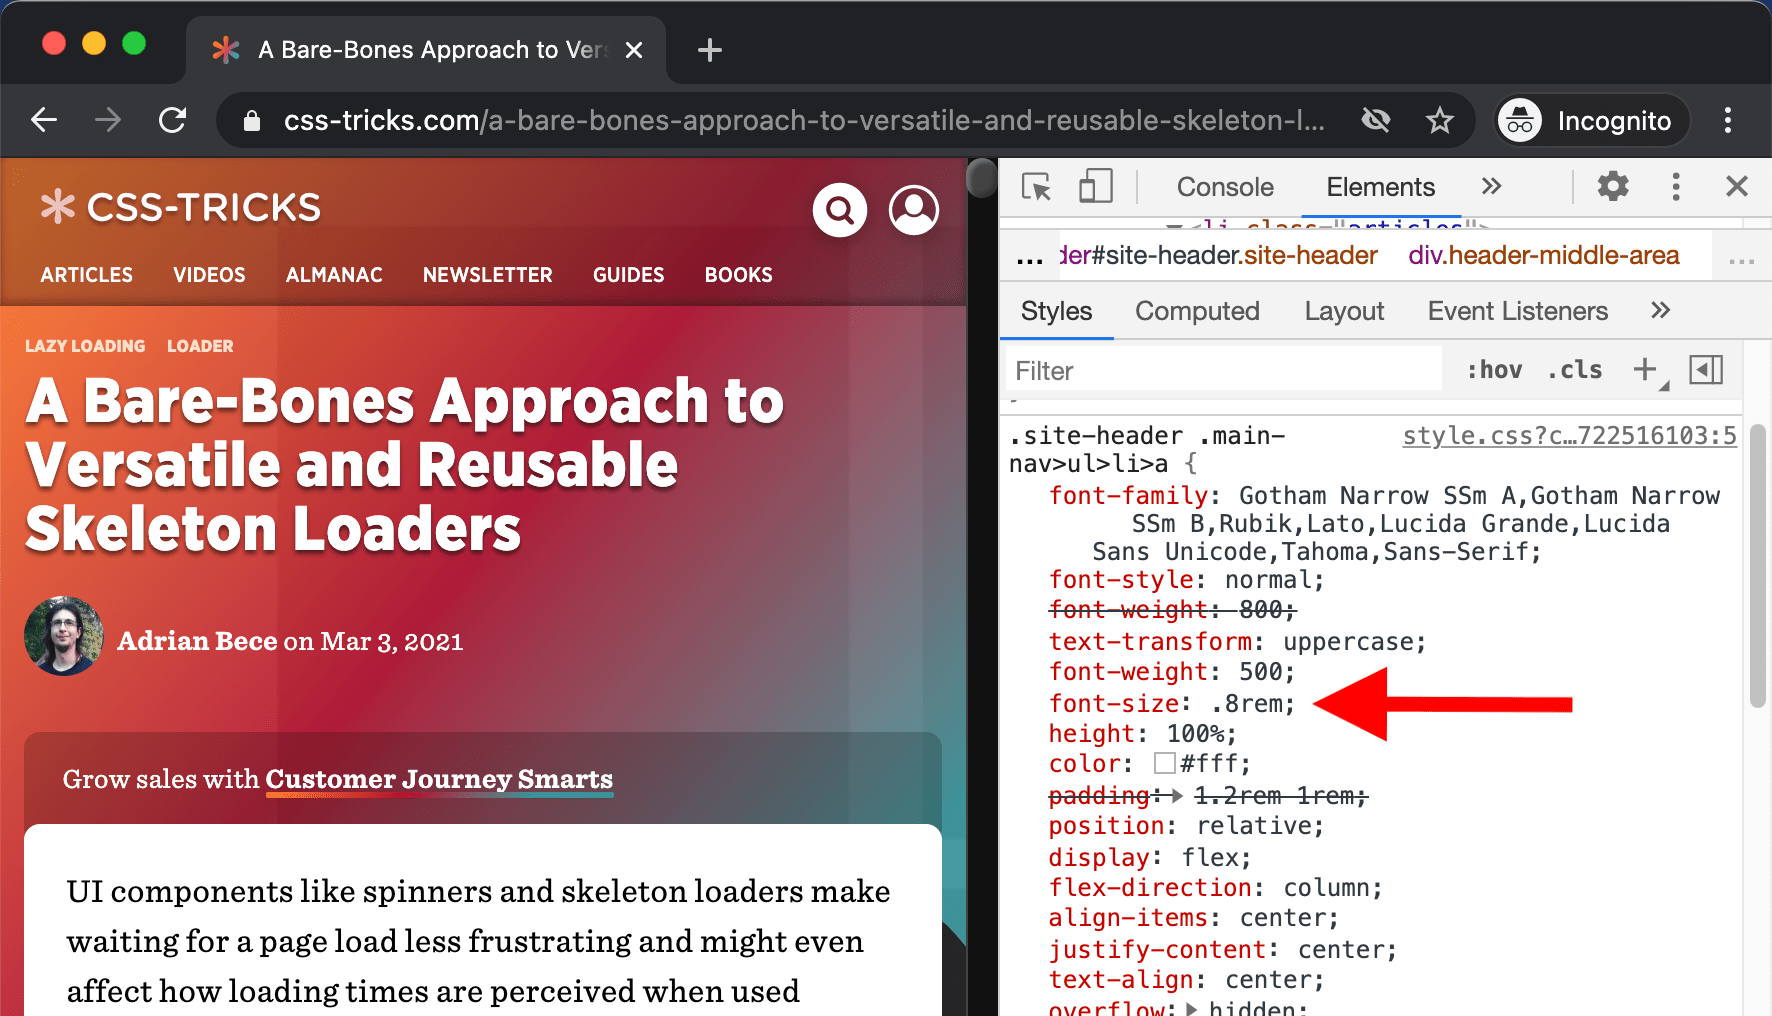 A Bare-Bones Approach to Vers
css-tricks.com/a-bare-bones-approach-to-versatile-and-reusable-skeleton-l...
Incognito
CSS-TRICKS
ARTICLES VIDEOS ALMANAC NEWSLETTER GUIDES BOOKS
LAZY LOADING LOADER
A Bare-Bones Approach to
Versatile and Reusable
Skeleton Loaders
Adrian Bece on Mar 3, 2021
Grow sales with Customer Journey Smarts
UI components like spinners and skeleton loaders make
waiting for a page load less frustrating and might even
affect how loading times are perceived when used
Console Elements »
<li class="articles">
... der#site-header.site-header div.header-middle-area ...
Styles Computed Layout Event Listeners »
Filter :hov .cls +
}
.site-header .main- style.css?c…722516103:5
nav>ul>li>a {
font-family: Gotham Narrow SSm A,Gotham Narrow
SSm B,Rubik,Lato,Lucida Grande,Lucida
Sans Unicode,Tahoma,Sans-Serif;
font-style: normal;
font-weight: 800;
text-transform: uppercase;
font-weight: 500;
font-size: .8rem;
height: 100%;
color: #fff;
padding: 1.2rem 1rem;
position: relative;
display: flex;
flex-direction: column;
align-items: center;
justify-content: center;
text-align: center;
overflow: hidden;